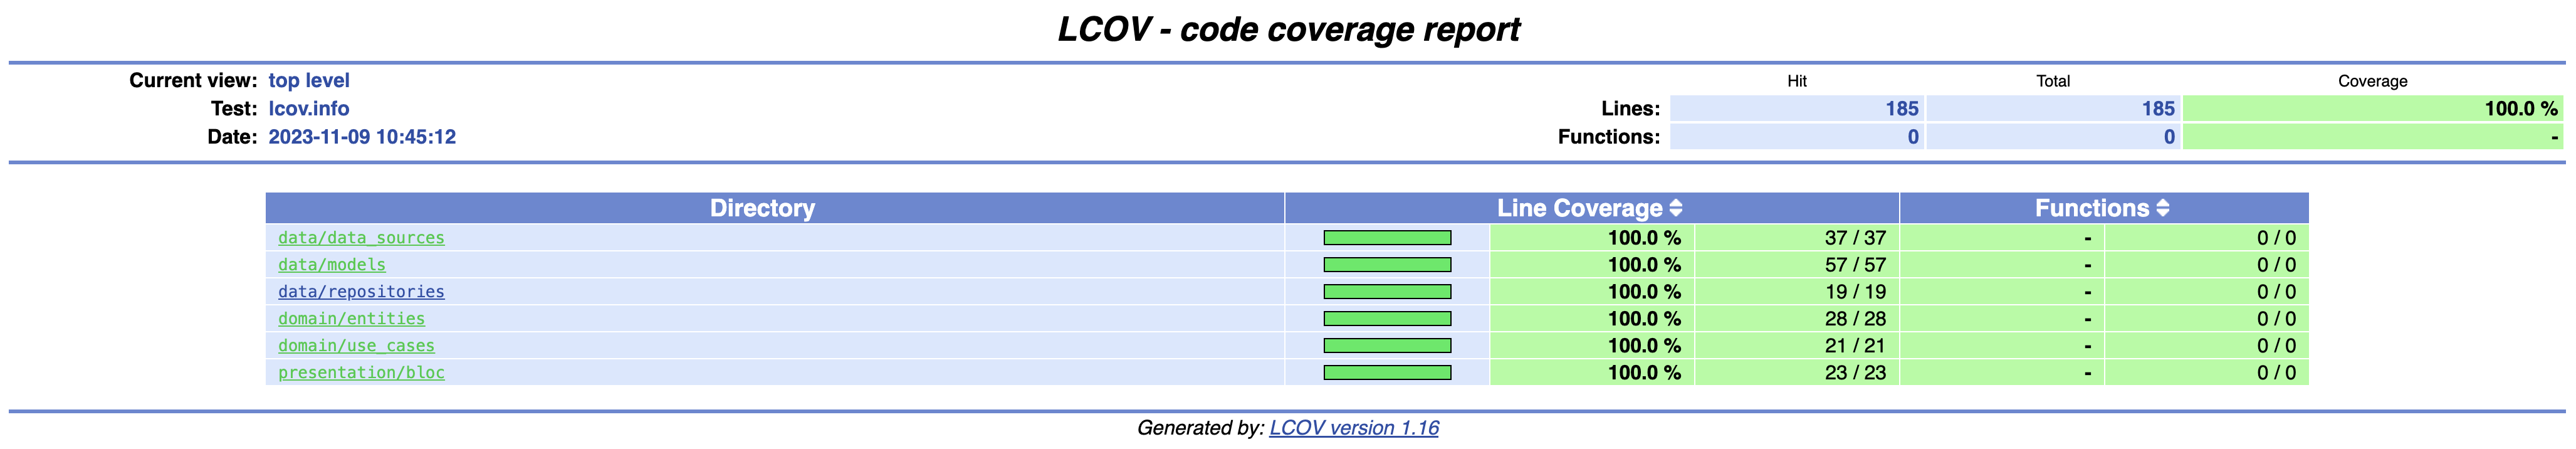 LCOV - code coverage report
Current view: top level
Hit Total Coverage
Test: lcov.info
Lines: 185 185 100.0 %
Date: 2023-11-09 10:45:12
Functions: 0 0 -
Directory Line Coverage Functions
data/data_sources 100.0 % 37 / 37 - 0 / 0
data/models 100.0 % 57 / 57 - 0 / 0
data/repositories 100.0 % 19 / 19 - 0 / 0
domain/entities 100.0 % 28 / 28 - 0 / 0
domain/use_cases 100.0 % 21 / 21 - 0 / 0
presentation/bloc 100.0 % 23 / 23 - 0 / 0
Generated by: LCOV version 1.16